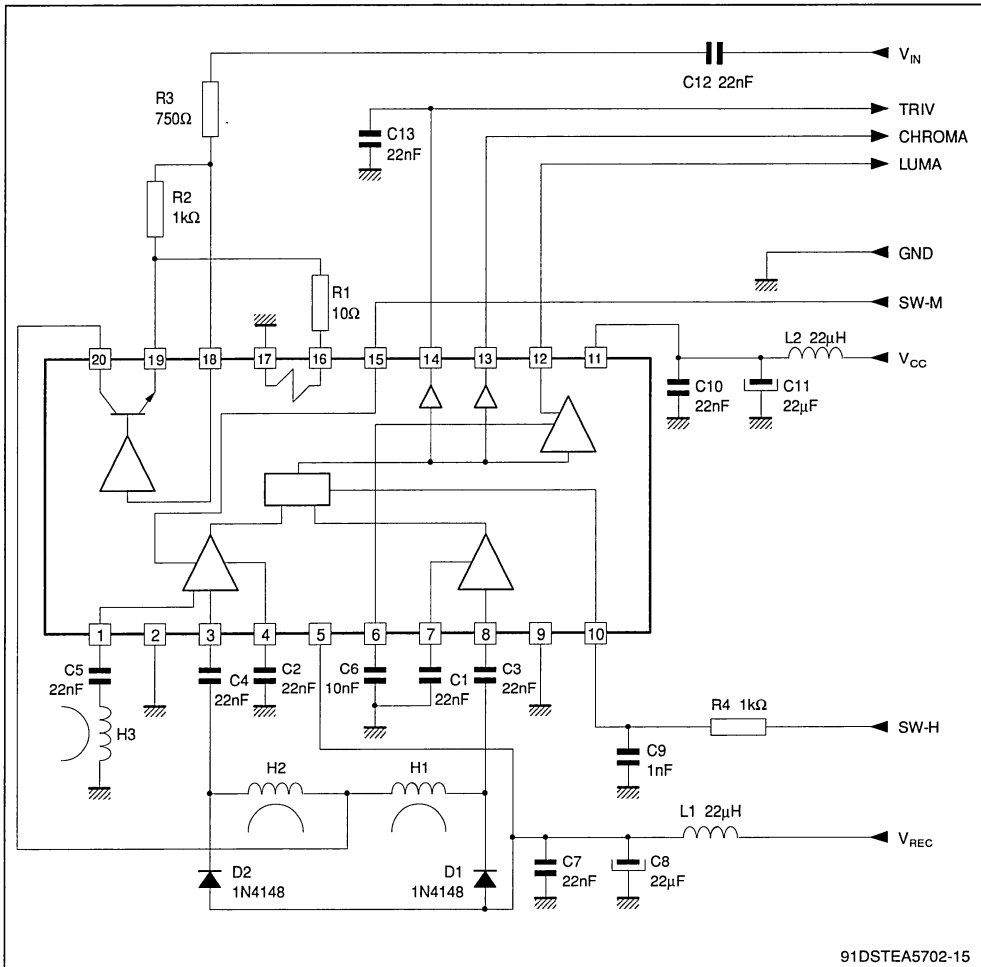 V_IN
C12 22nF
R3
750Ω
TRIV
C13
22nF
CHROMA
LUMA
R2
1kΩ
GND
R1
10Ω
SW-M
20 19 18 17 16 15 14 13 12 11
L2 22µH
V_CC
C10
22nF
C11
22µF
1 2 3 4 5 6 7 8 9 10
C5
22nF
C4
22nF
C2
22nF
C6
10nF
C1
22nF
C3
22nF
R4 1kΩ
SW-H
H3
C9
1nF
H2
H1
L1 22µH
V_REC
D2
1N4148
D1
1N4148
C7
22nF
C8
22µF
91DSTEA5702-15